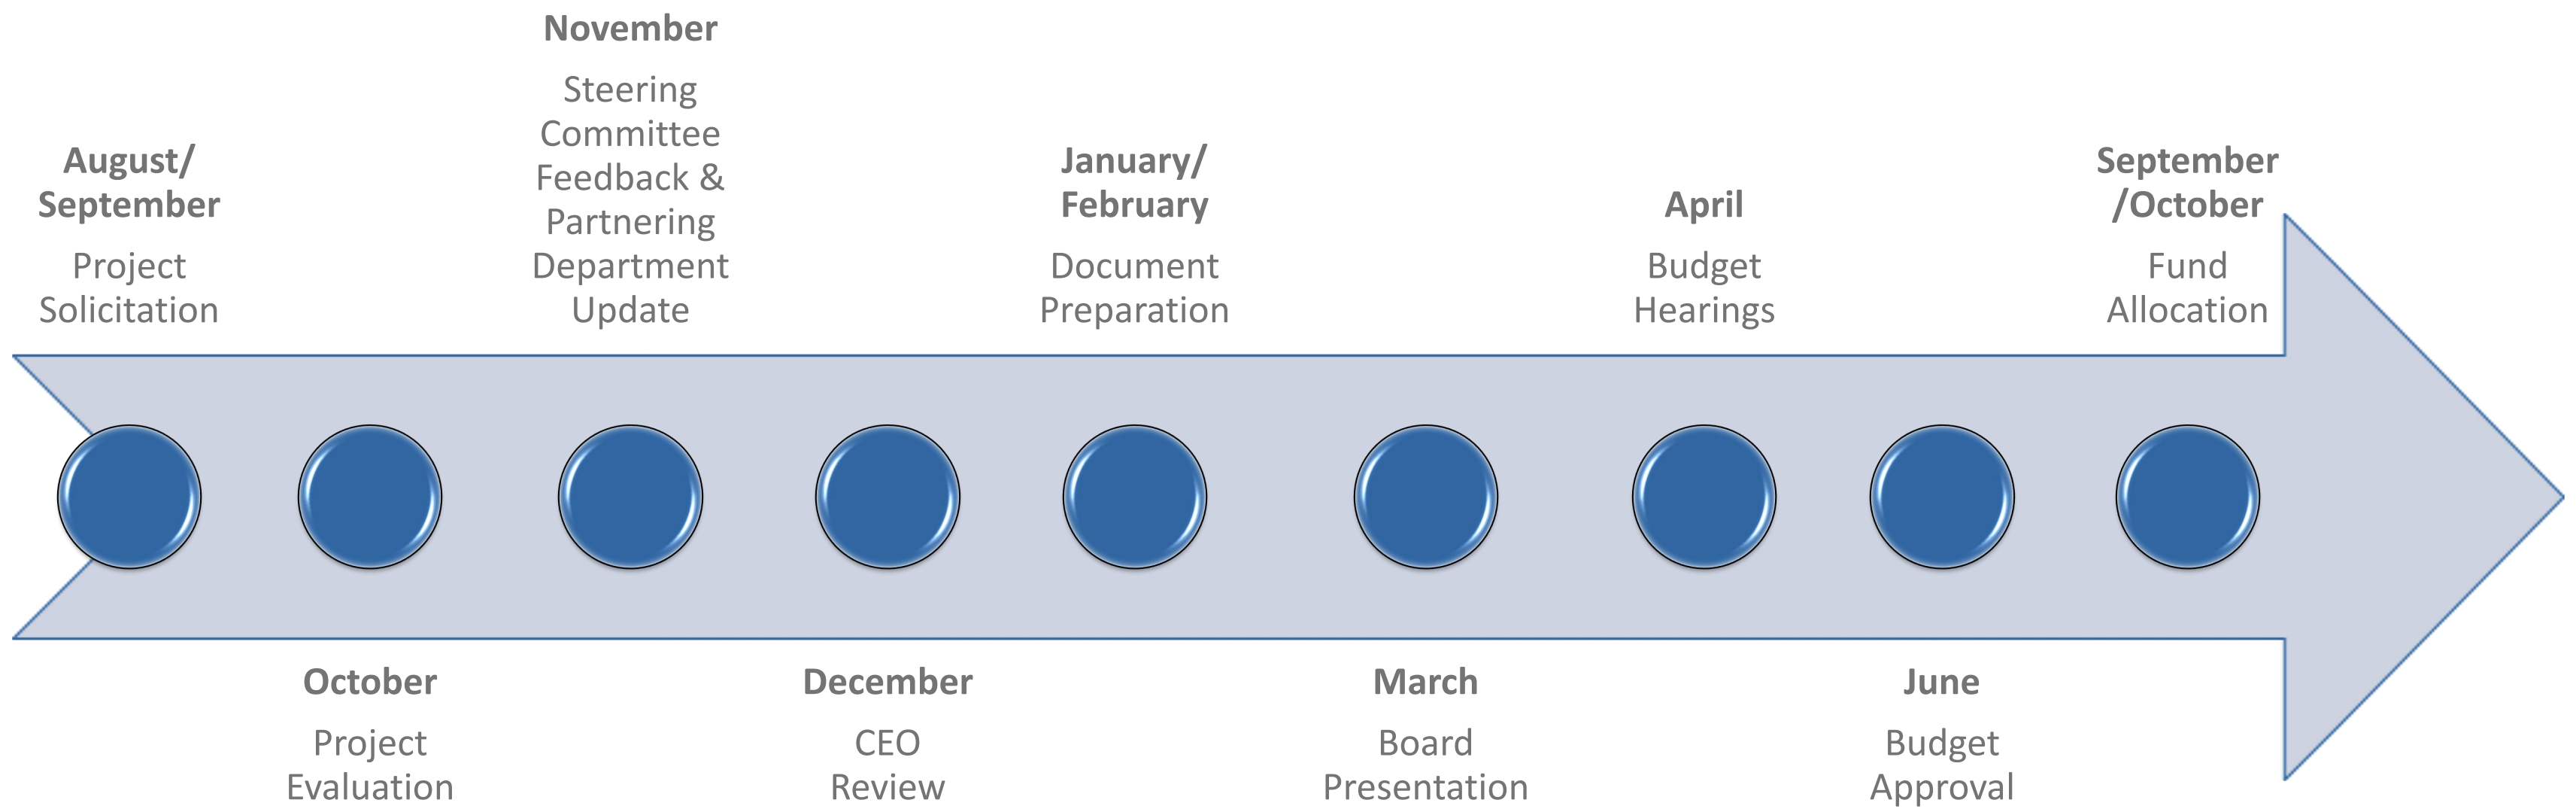 August/
September
Project
Solicitation
October
Project
Evaluation
November
Steering
Committee
Feedback &
Partnering
Department
Update
December
CEO
Review
January/
February
Document
Preparation
March
Board
Presentation
April
Budget
Hearings
June
Budget
Approval
September
/October
Fund
Allocation